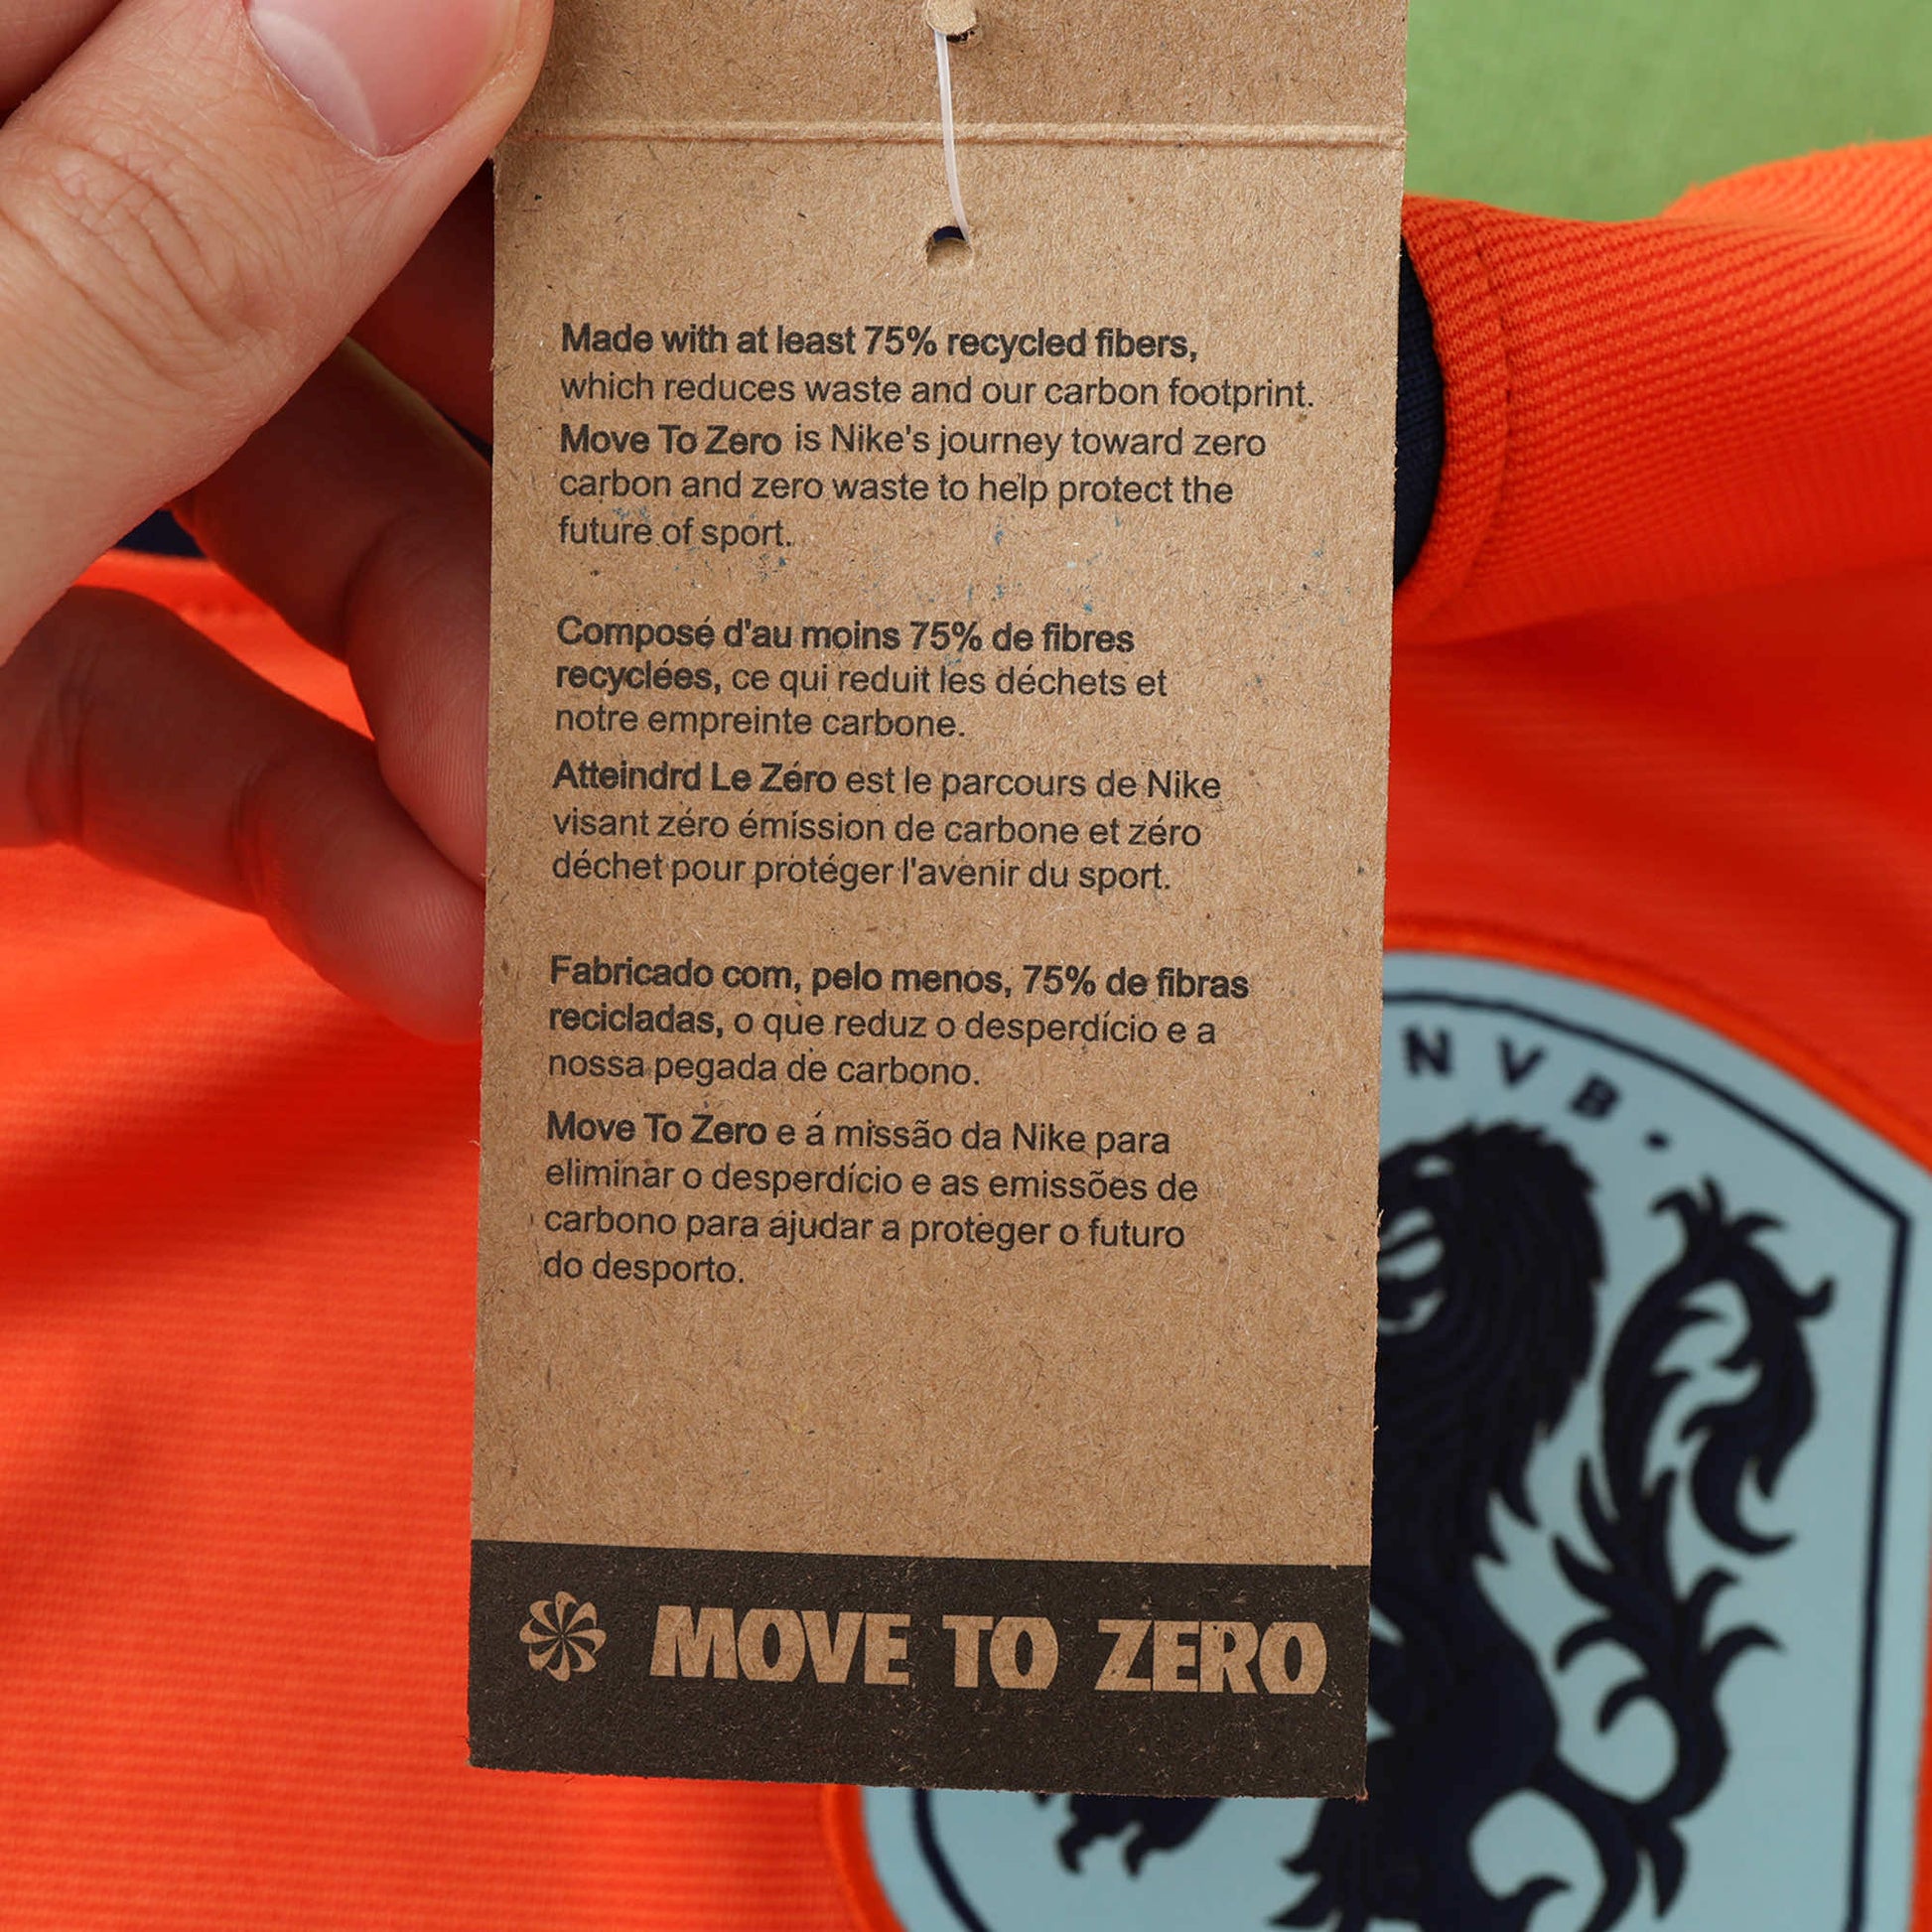 Made with at least 75% recycled fibers,
which reduces waste and our carbon footprint.
Move To Zero is Nike's journey toward zero
carbon and zero waste to help protect the
future of sport.
Composé d'au moins 75% de fibres
recyclées, ce qui reduit les déchets et
notre empreinte carbone.
Atteindrd Le Zéro est le parcours de Nike
visant zéro émission de carbone et zéro
déchet pour protéger l'avenir du sport.
Fabricado com, pelo menos, 75% de fibras
recicladas, o que reduz o desperdício e a
nossa pegada de carbono.
Move To Zero e á missão da Nike para
eliminar o desperdício e as emissões de
carbono para ajudar a proteger o futuro
do desporto.
MOVE TO ZERO
NVB